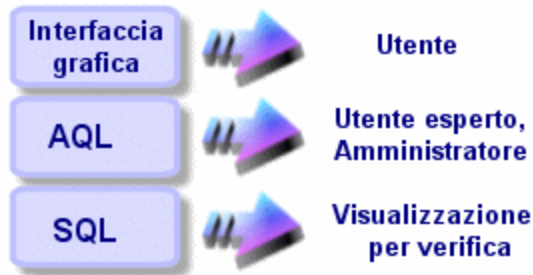 Interfaccia
grafica
Utente
AQL
Utente esperto,
Amministratore
SQL
Visualizzazione
per verifica